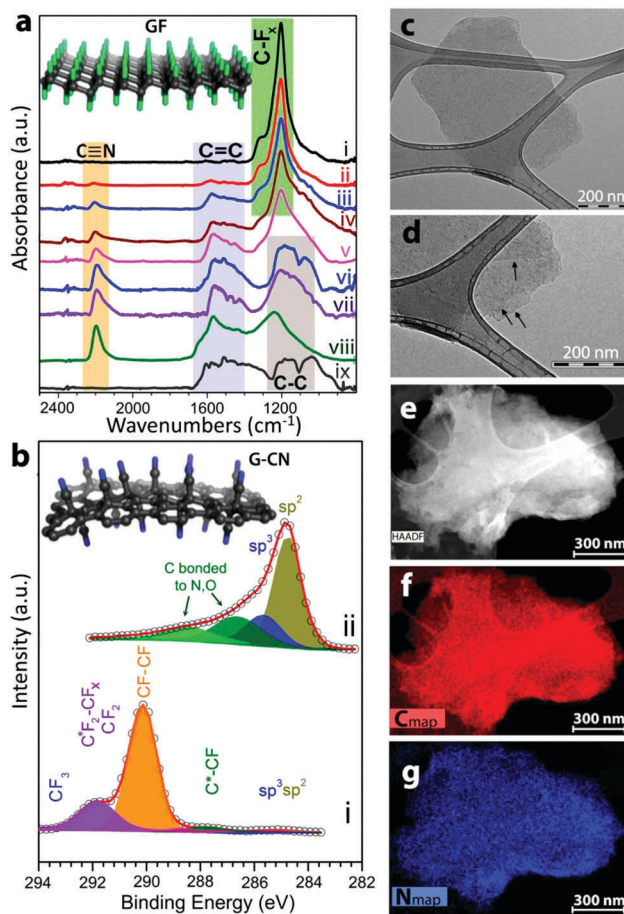 a
GF
C-Fx
C≡N
C=C
i
ii
iii
iv
v
vi
vii
viii
ix
C-C
Absorbance (a.u.)
2400 2000 1600 1200
Wavenumbers (cm-1)
b
G-CN
sp2
sp3
C bonded
to N,O
ii
CF-CF
C*F2-CFx
CF2
CF3
C*-CF
sp3 sp2
i
Intensity (a.u.)
294 292 290 288 286 284 282
Binding Energy (eV)
c
200 nm
d
200 nm
e
HAADF
300 nm
f
Cmap
300 nm
g
Nmap
300 nm